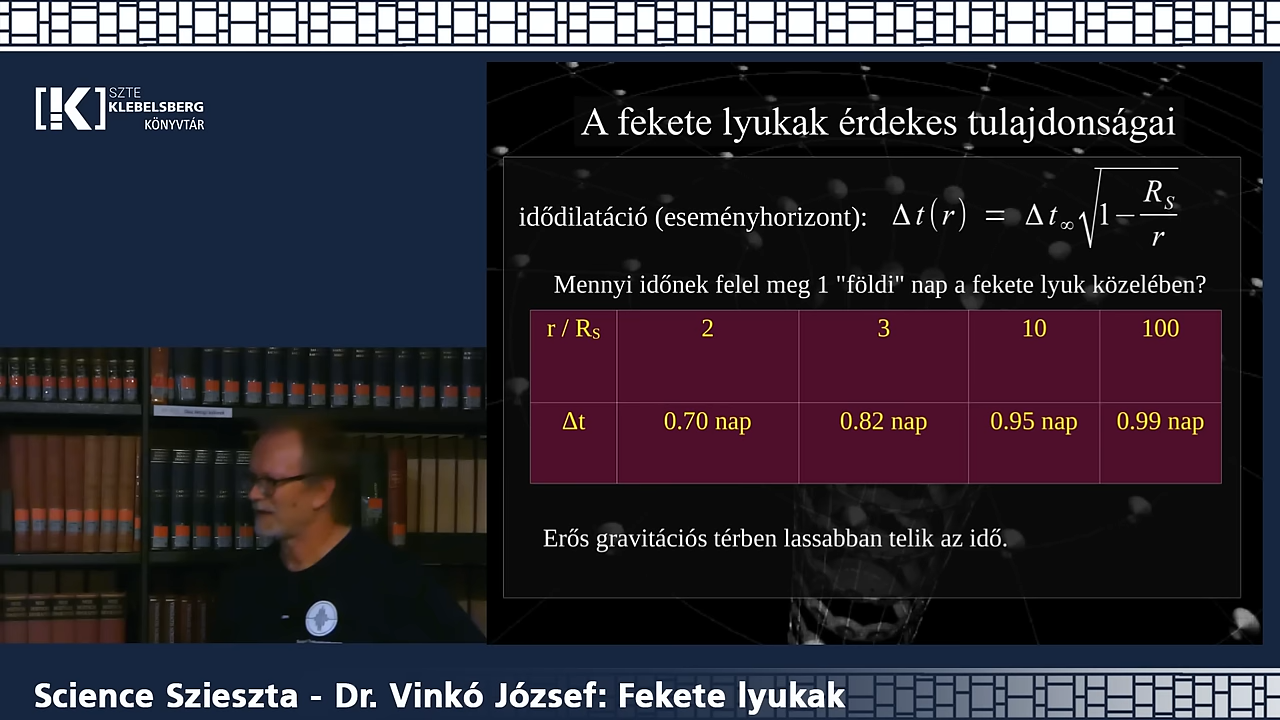 SZTE
KLEBELSBERG
KÖNYVTÁR
A fekete lyukak érdekes tulajdonságai
idődilatáció (eseményhorizont): Δt(r) = Δt∞√(1−R_S/r)
Mennyi időnek felel meg 1 "földi" nap a fekete lyuk közelében?
r / R_S 2 3 10 100
Δt 0.70 nap 0.82 nap 0.95 nap 0.99 nap
Erős gravitációs térben lassabban telik az idő.
Science Szieszta - Dr. Vinkó József: Fekete lyukak